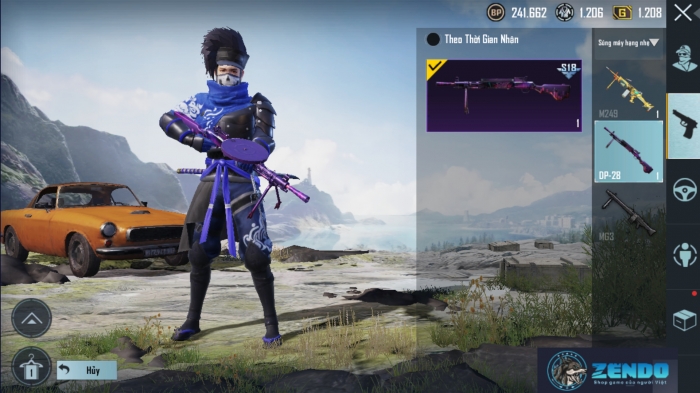 BP 241.662 1.206 G 1.208
Theo Thời Gian Nhận
Súng máy hạng nhẹ
S18
1
M249 1
DP-28 1
MG3
Hủy
1
ZENDO
Shop game của người Việt